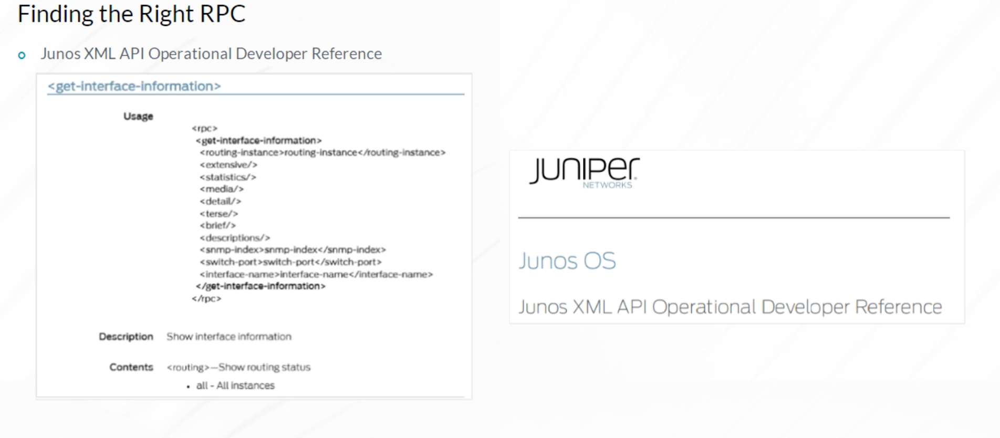 Finding the Right RPC
Junos XML API Operational Developer Reference
<get-interface-information>
Usage
<rpc>
<get-interface-information>
<routing-instance>routing-instance</routing-instance>
<extensive/>
<statistics/>
<media/>
<detail/>
<terse/>
<brief/>
<descriptions/>
<snmp-index>snmp-index</snmp-index>
<switch-port>switch-port</switch-port>
<interface-name>interface-name</interface-name>
</get-interface-information>
</rpc>
Description Show interface information
Contents <routing>—Show routing status
• all - All instances
JUNIPer
NETWORKS
Junos OS
Junos XML API Operational Developer Reference